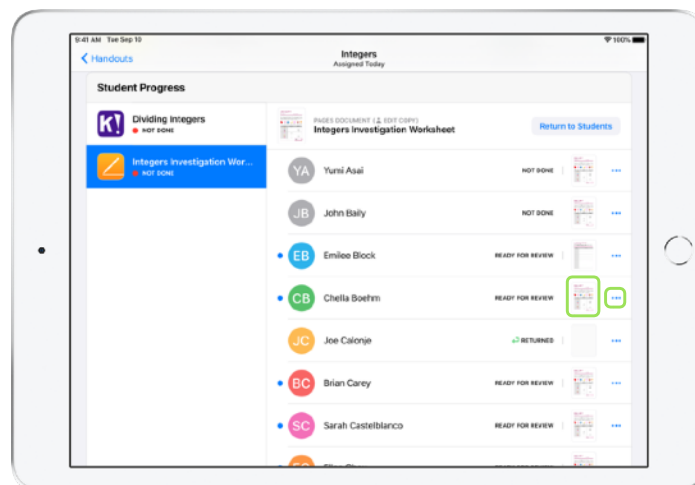 9:41 AM Tue Sep 10
100%
Handouts
Integers
Assigned Today
Student Progress
K!
Dividing Integers
NOT DONE
PAGES DOCUMENT ( EDIT COPY)
Integers Investigation Worksheet
Return to Students
Integers Investigation Wor...
NOT DONE
YA Yumi Asai NOT DONE
JB John Baily NOT DONE
EB Emilee Block READY FOR REVIEW
CB Chella Boehm READY FOR REVIEW
JC Joe Calonje RETURNED
BC Brian Carey READY FOR REVIEW
SC Sarah Castelblanco READY FOR REVIEW